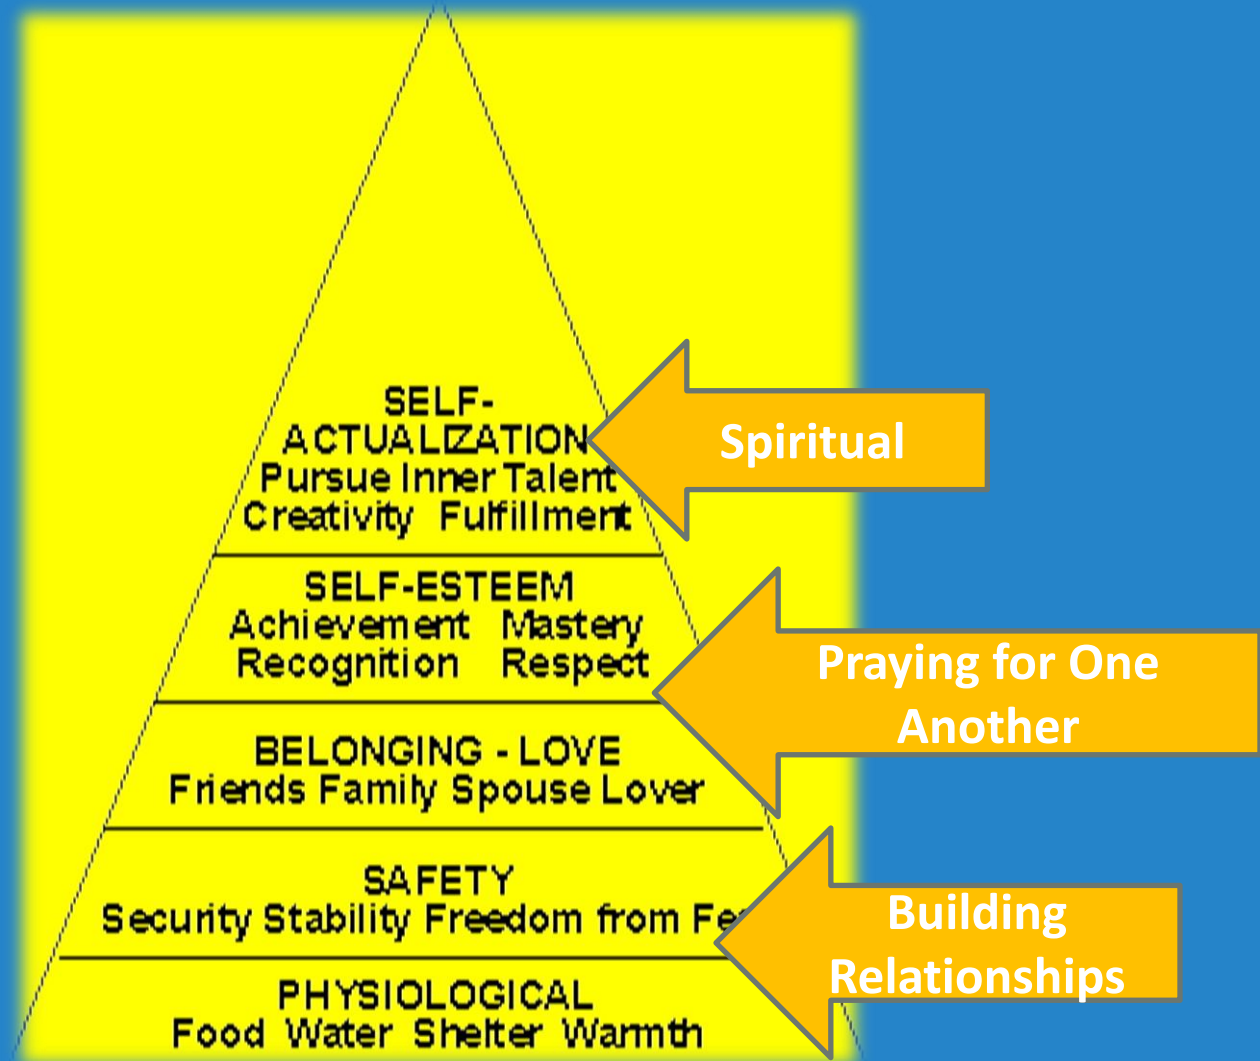 SELF-
ACTUALIZATION
Pursue Inner Talent
Creativity Fulfillment
Spiritual
SELF-ESTEEM
Achievement Mastery
Recognition Respect
Praying for One
Another
BELONGING - LOVE
Friends Family Spouse Lover
SAFETY
Security Stability Freedom from
Building
Relationships
PHYSIOLOGICAL
Food Water Shelter Warmth